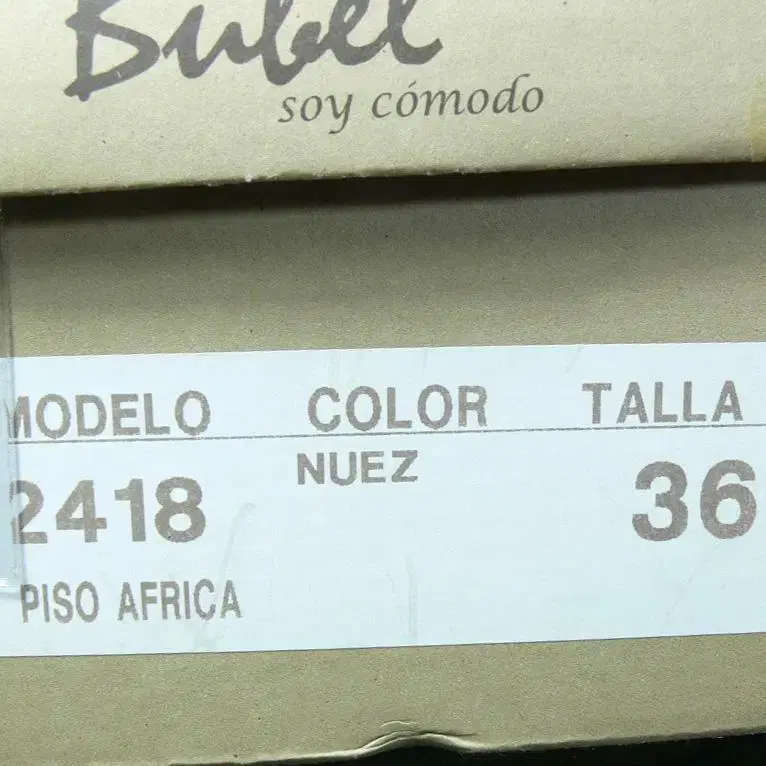 Bubel
soy cómodo
MODELO COLOR TALLA
2418 NUEZ 36
PISO AFRICA